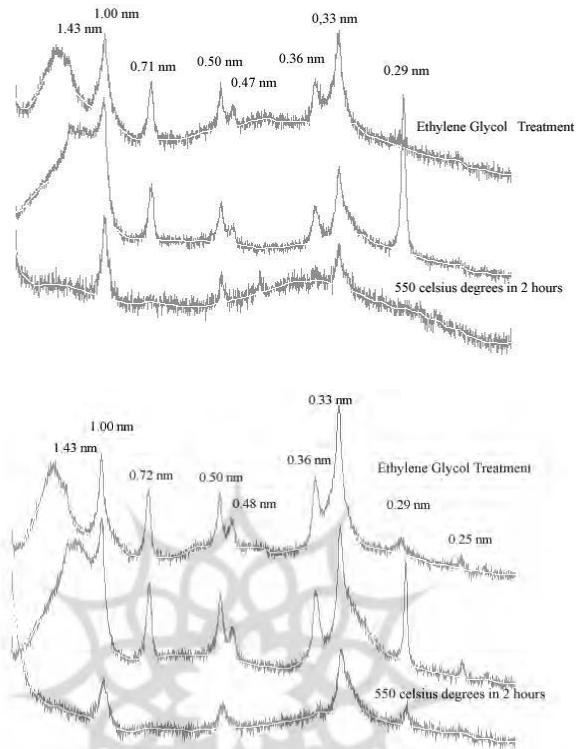 1.00 nm
0,33 nm
1.43 nm
0.71 nm
0.50 nm
0.47 nm
0.36 nm
0.29 nm
Ethylene Glycol Treatment
550 celsius degrees in 2 hours
0.33 nm
1.00 nm
1.43 nm
0.72 nm
0.50 nm
0.48 nm
0.36 nm
Ethylene Glycol Treatment
0.29 nm
0.25 nm
550 celsius degrees in 2 hours